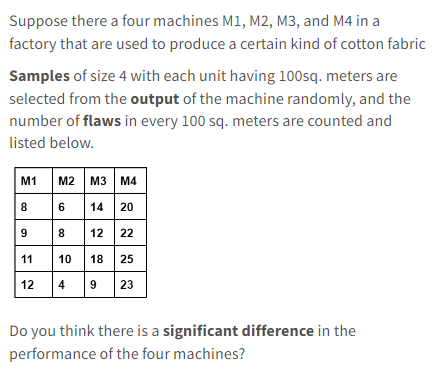 Suppose there a four machines M1, M2, M3, and M4 in a
factory that are used to produce a certain kind of cotton fabric
Samples of size 4 with each unit having 100sq. meters are
selected from the output of the machine randomly, and the
number of flaws in every 100 sq. meters are counted and
listed below.
M1 M2 M3 M4
8 6 14 20
9 8 12 22
11 10 18 25
12 4 9 23
Do you think there is a significant difference in the
performance of the four machines?